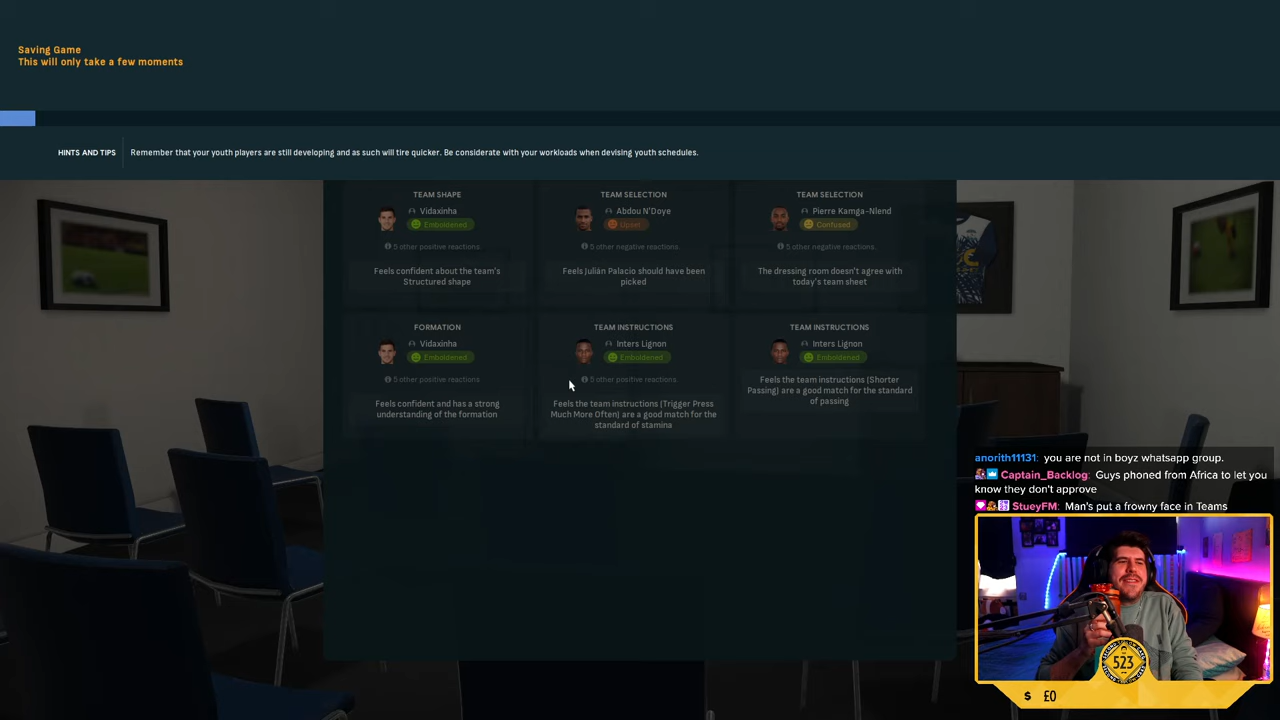 Saving Game
This will only take a few moments
HINTS AND TIPS
Remember that your youth players are still developing and as such will tire quicker. Be considerate with your workloads when devising youth schedules.
TEAM SHAPE
Vidaxinha
Emboldened
5 other positive reactions.
Feels confident about the team's
Structured shape
TEAM SELECTION
Abdou N'Doye
Upset
5 other negative reactions.
Feels Julián Palacio should have been
picked
TEAM SELECTION
Pierre Kamga-Nlend
Confused
5 other negative reactions.
The dressing room doesn't agree with
today's team sheet
FORMATION
Vidaxinha
Emboldened
5 other positive reactions
Feels confident and has a strong
understanding of the formation
TEAM INSTRUCTIONS
Inters Lignon
Emboldened
5 other positive reactions.
Feels the team instructions (Trigger Press
Much More Often) are a good match for the
standard of stamina
TEAM INSTRUCTIONS
Inters Lignon
Emboldened
Feels the team instructions (Shorter
Passing) are a good match for the standard
of passing
anorith11131: you are not in boyz whatsapp group.
Captain_Backlog: Guys phoned from Africa to let you
know they don't approve
StueyFM: Man's put a frowny face in Teams
523
$ £0